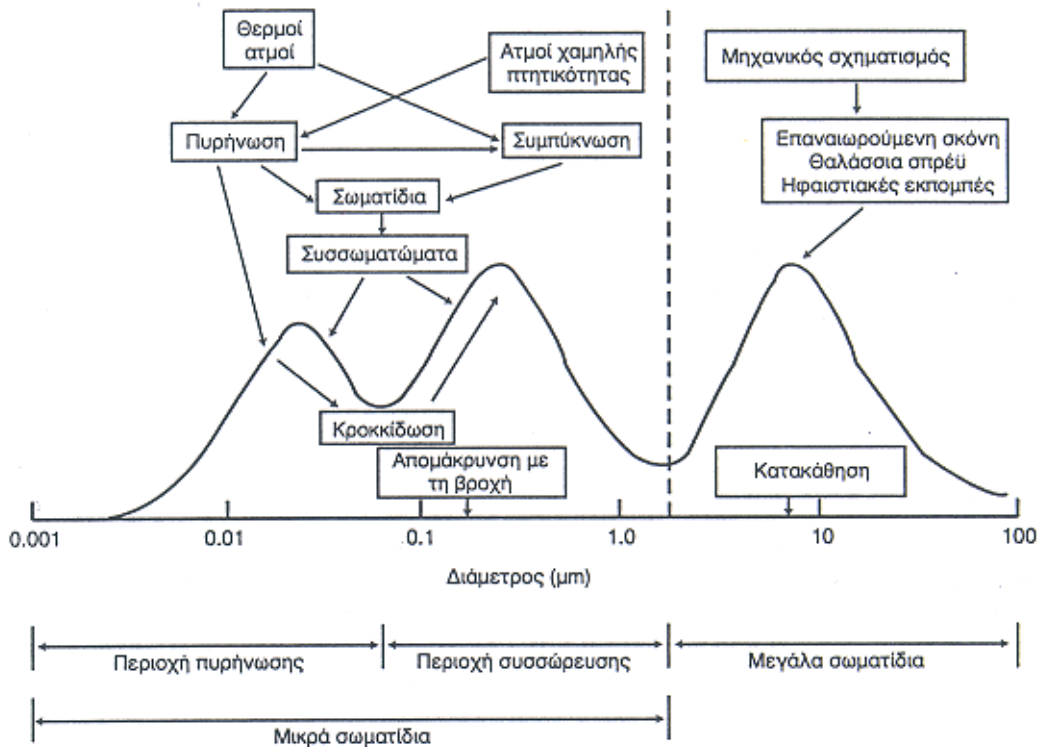 Θερμοί
ατμοί
Ατμοί χαμηλής
πτητικότητας
Μηχανικός σχηματισμός
Πυρήνωση
Συμπύκνωση
Επαναιωρούμενη σκόνη
Θαλάσσια σπρέϋ
Ηφαιστιακές εκπομπές
Σωματίδια
Συσσωματώματα
Κροκκίδωση
Απομάκρυνση με
τη βροχή
Κατακάθηση
0.001
0.01
0.1
1.0
10
100
Διάμετρος (μm)
Περιοχή πυρήνωσης
Περιοχή συσσώρευσης
Μεγάλα σωματίδια
Μικρά σωματίδια